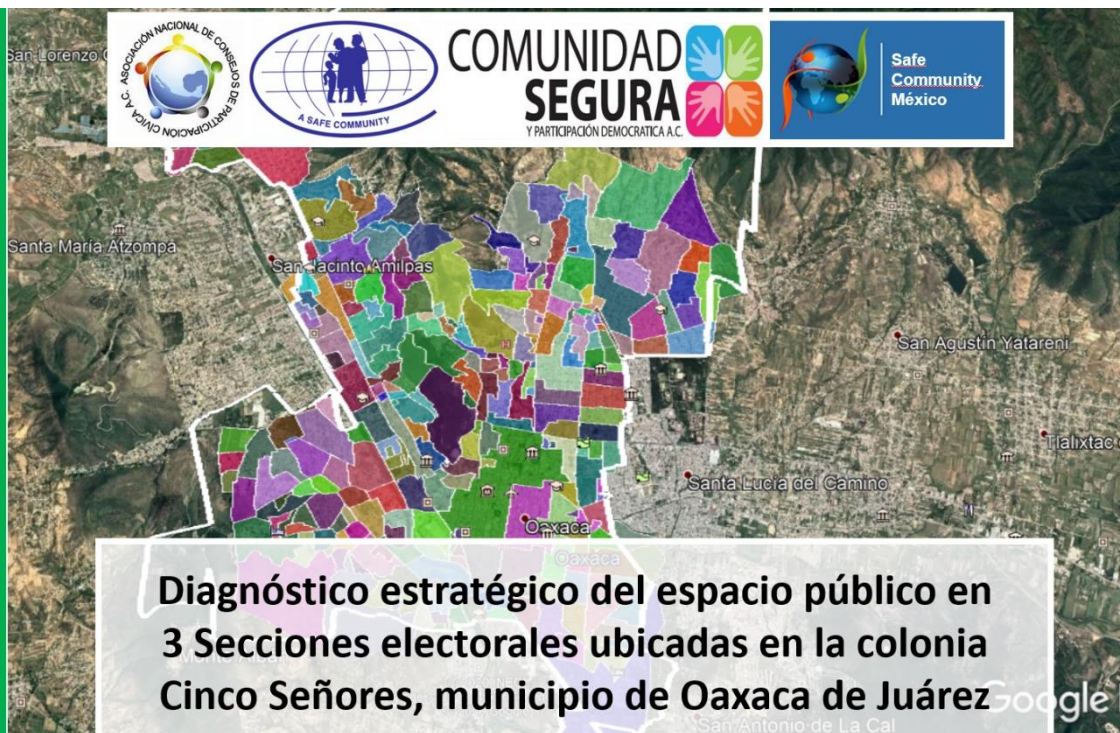 ASOCIACIÓN NACIONAL DE CONSEJOS DE PARTICIPACIÓN CÍVICA A.C.
A SAFE COMMUNITY
COMUNIDAD
SEGURA
Y PARTICIPACIÓN DEMOCRATICA A.C.
Safe
Community
México
San Lorenzo
Santa María Atzompa
San Jacinto Amilpas
San Agustín Yatareni
Tlalixtac
Santa Lucía del Camino
Oaxaca
Oaxaca
Diagnóstico estratégico del espacio público en
3 Secciones electorales ubicadas en la colonia
Cinco Señores, municipio de Oaxaca de Juárez
Google
San Antonio de La Cal